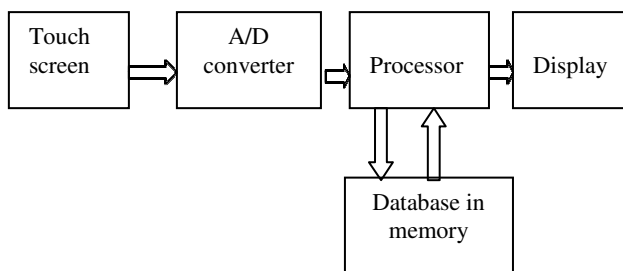 Touch
screen
A/D
converter
Processor
Display
Database in
memory